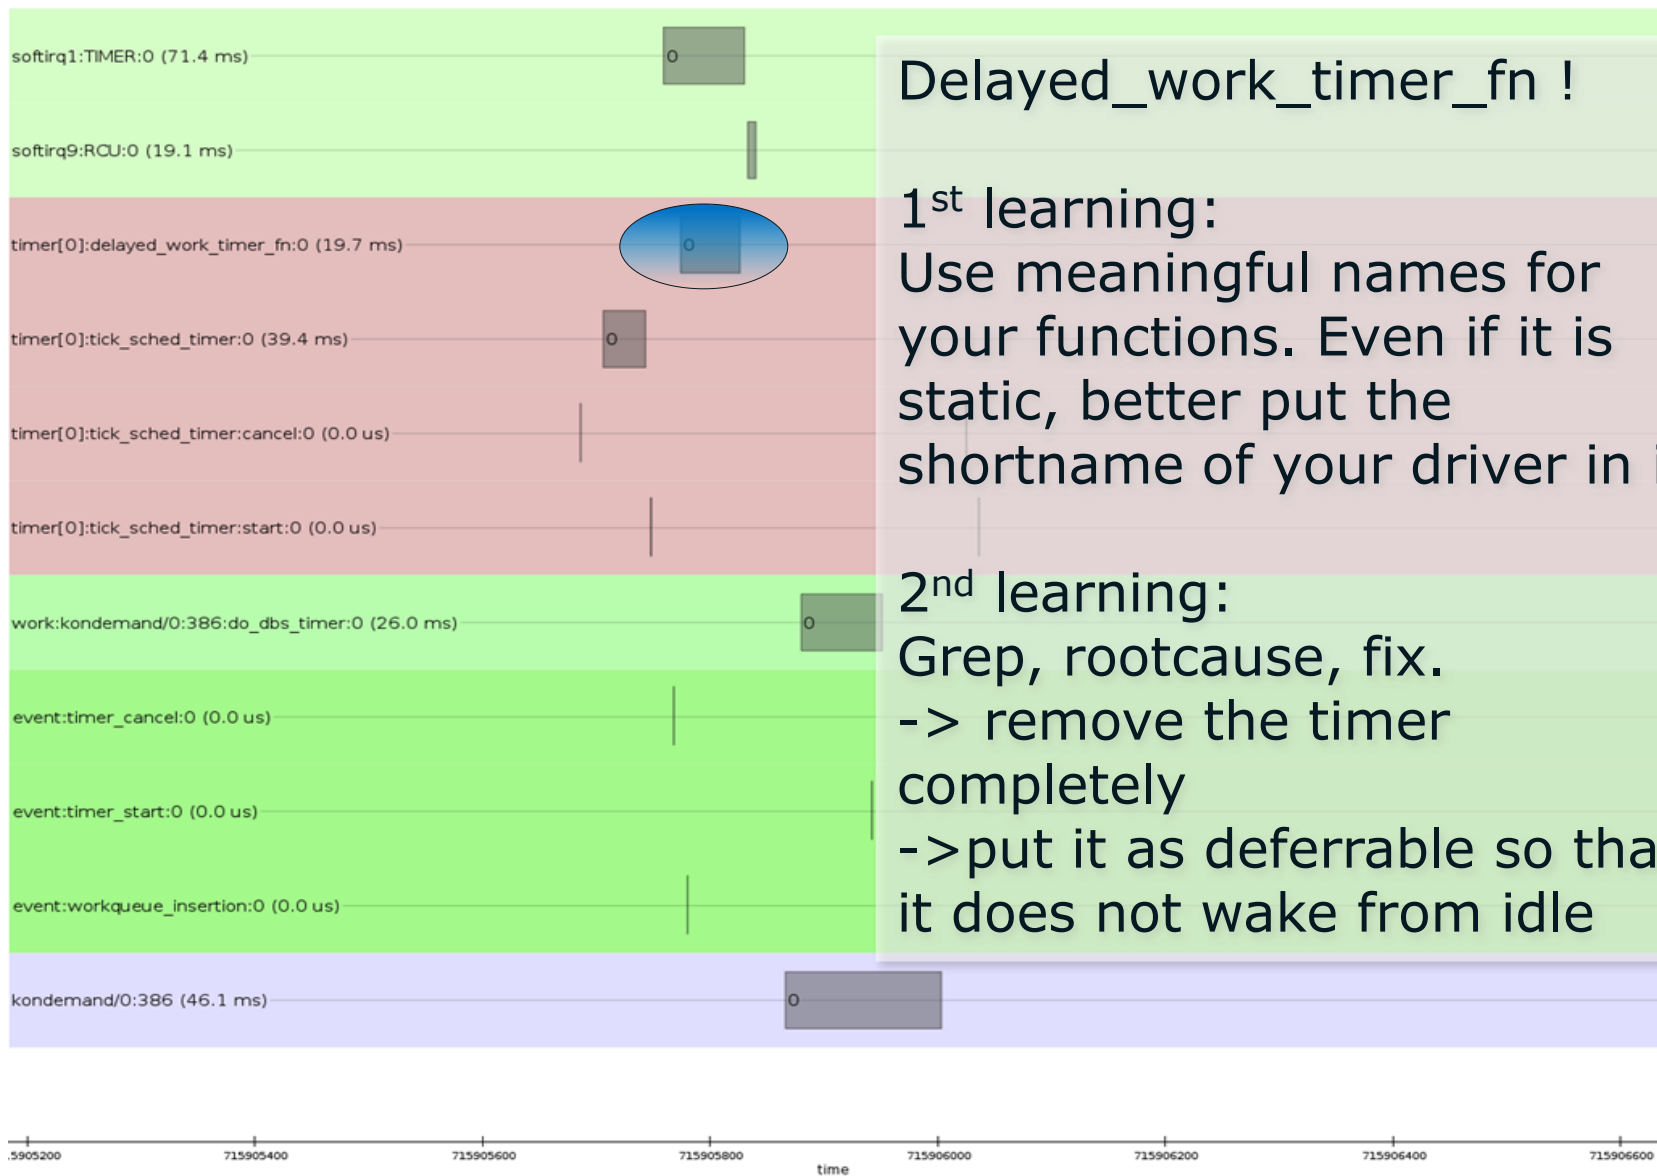 softirq1:TIMER:0 (71.4 ms)
0
softirq9:RCU:0 (19.1 ms)
timer[0]:delayed_work_timer_fn:0 (19.7 ms)
0
timer[0]:tick_sched_timer:0 (39.4 ms)
0
timer[0]:tick_sched_timer:cancel:0 (0.0 us)
timer[0]:tick_sched_timer:start:0 (0.0 us)
work:kondemand/0:386:do_dbs_timer:0 (26.0 ms)
0
event:timer_cancel:0 (0.0 us)
event:timer_start:0 (0.0 us)
event:workqueue_insertion:0 (0.0 us)
kondemand/0:386 (46.1 ms)
0
Delayed_work_timer_fn !
1st learning:
Use meaningful names for
your functions. Even if it is
static, better put the
shortname of your driver in i
2nd learning:
Grep, rootcause, fix.
-> remove the timer
completely
->put it as deferrable so tha
it does not wake from idle
5905200 715905400 715905600 715905800 715906000 715906200 715906400 715906600
time